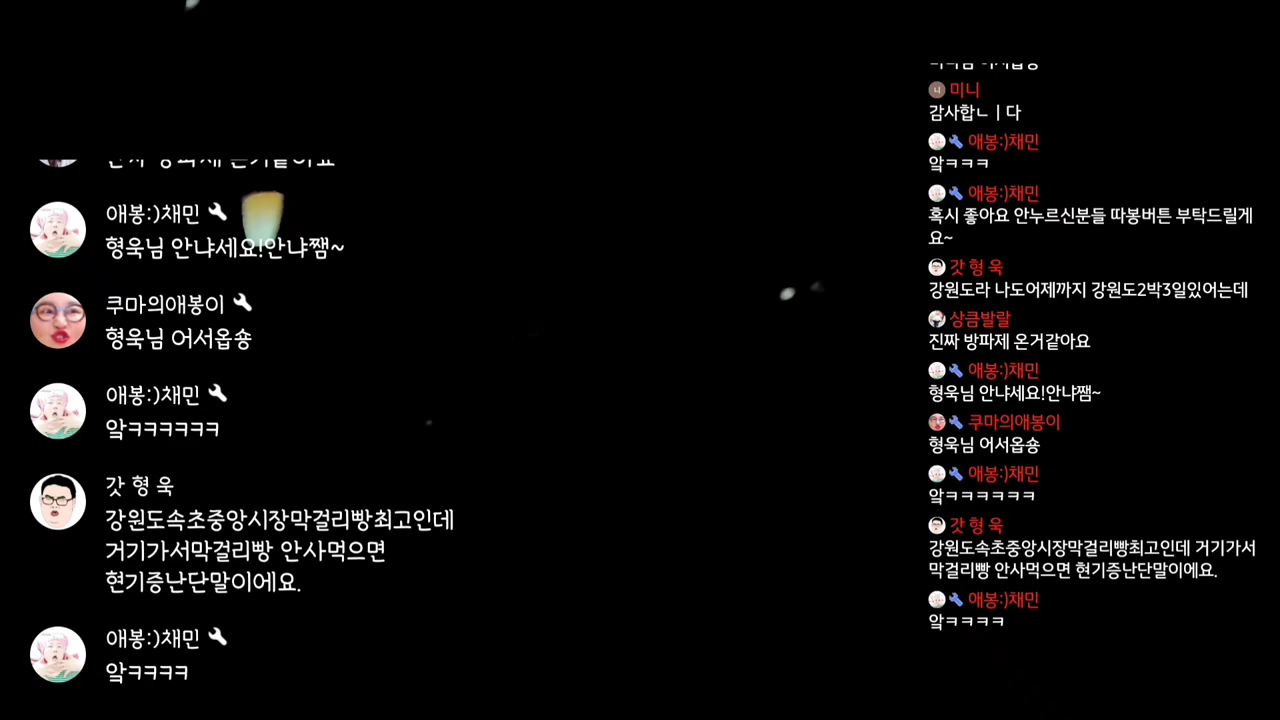 애봉:)채민
형욱님 안냐세요!안냐쨈~
쿠마의애봉이
형욱님 어서옵숑
애봉:)채민
앜ㅋㅋㅋㅋㅋㅋ
갓 형 욱
강원도속초중앙시장막걸리빵최고인데
거기가서막걸리빵 안사먹으면
현기증난단말이에요.
애봉:)채민
앜ㅋㅋㅋㅋ
미니
감사합ㄴㅣ다
애봉:)채민
앜ㅋㅋㅋ
애봉:)채민
혹시 좋아요 안누르신분들 따봉버튼 부탁드릴게
요~
갓 형 욱
강원도라 나도어제까지 강원도2박3일있어는데
상큼발랄
진짜 방파제 온거같아요
애봉:)채민
형욱님 안냐세요!안냐쨈~
쿠마의애봉이
형욱님 어서옵숑
애봉:)채민
앜ㅋㅋㅋㅋㅋㅋ
갓 형 욱
강원도속초중앙시장막걸리빵최고인데 거기가서
막걸리빵 안사먹으면 현기증난단말이에요.
애봉:)채민
앜ㅋㅋㅋㅋ